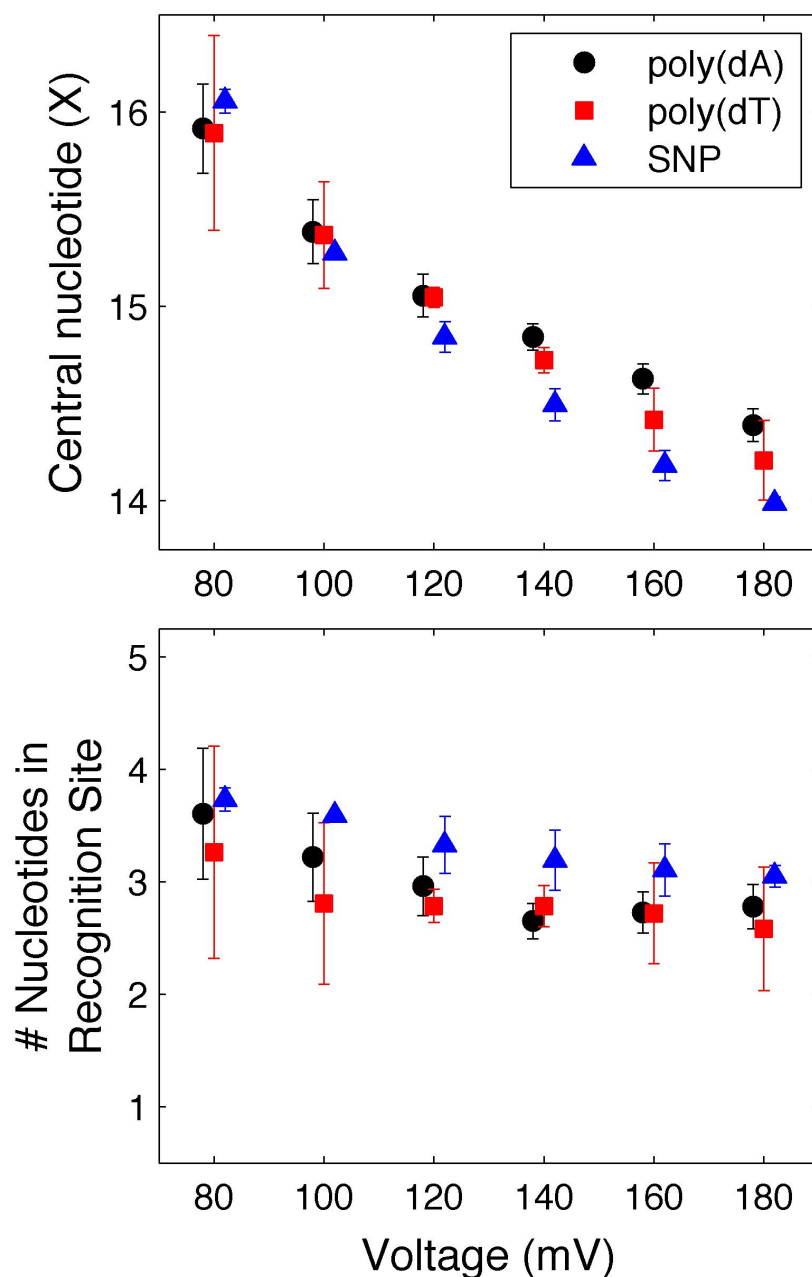 Central nucleotide (X)
16
15
14
poly(dA)
poly(dT)
SNP
80 100 120 140 160 180
# Nucleotides in
Recognition Site
5
4
3
2
1
80 100 120 140 160 180
Voltage (mV)